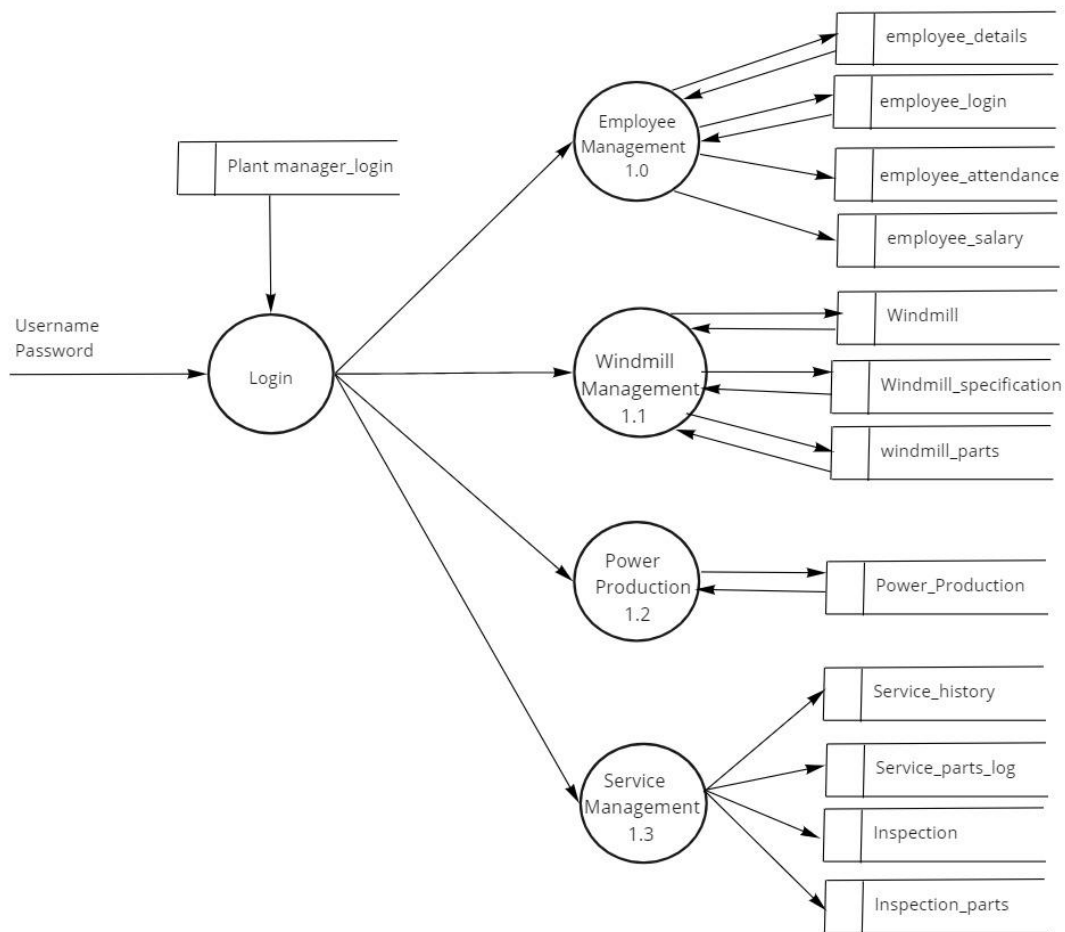 employee_details
employee_login
Employee
Management
1.0
employee_attendance
employee_salary
Plant manager_login
Username
Password
Login
Windmill
Windmill
Management
1.1
Windmill_specification
windmill_parts
Power
Production
1.2
Power_Production
Service_history
Service
Management
1.3
Service_parts_log
Inspection
Inspection_parts